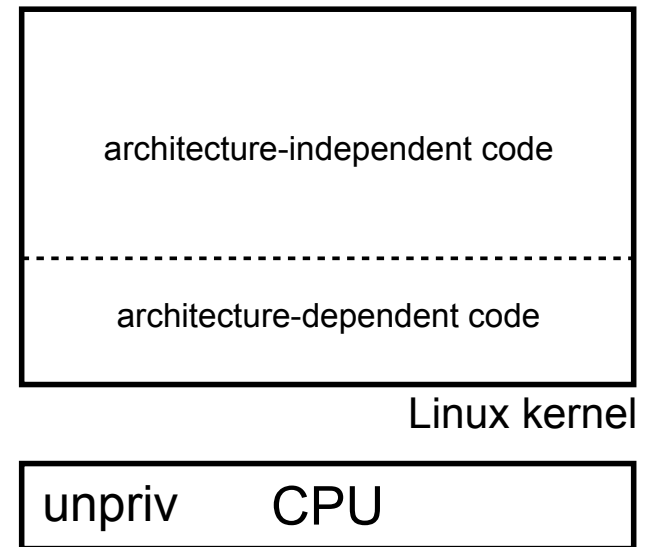 architecture-independent code
architecture-dependent code
Linux kernel
unpriv CPU